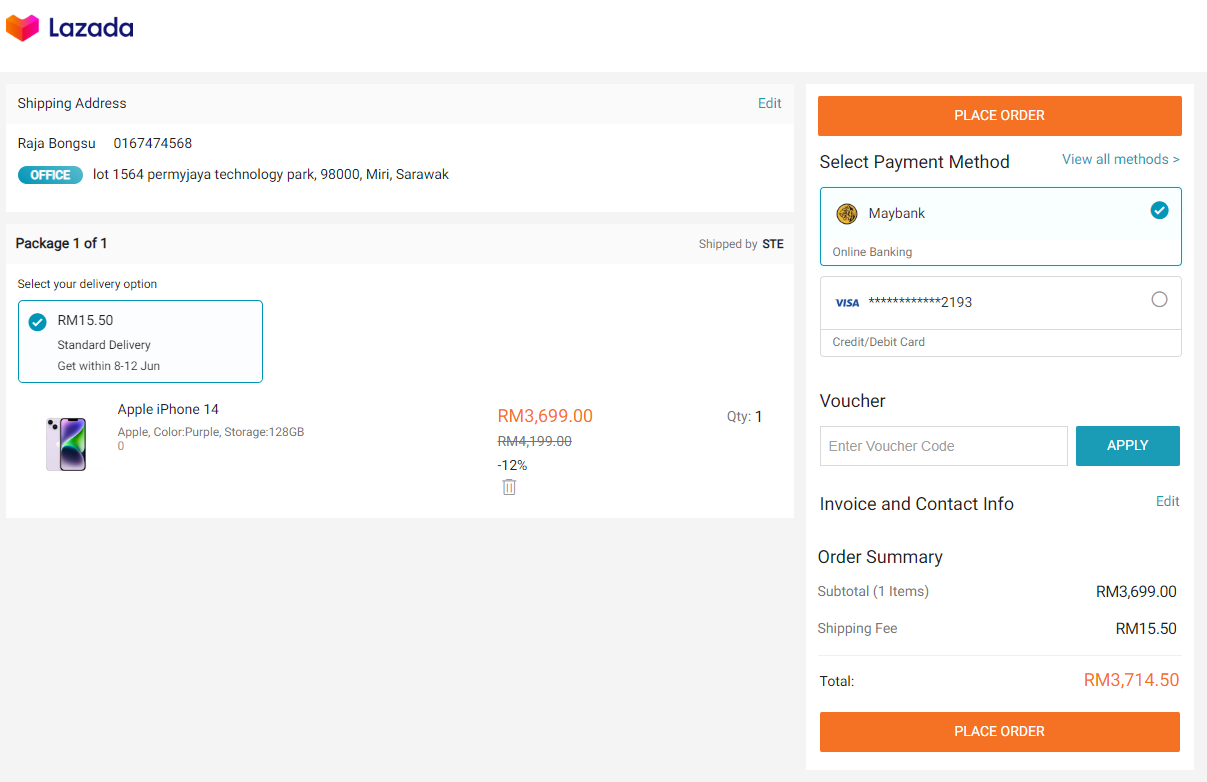 Lazada
Shipping Address
Edit
Raja Bongsu 0167474568
OFFICE lot 1564 permyjaya technology park, 98000, Miri, Sarawak
Package 1 of 1
Shipped by STE
Select your delivery option
RM15.50
Standard Delivery
Get within 8-12 Jun
Apple iPhone 14
Apple, Color:Purple, Storage:128GB
0
RM3,699.00
RM4,199.00
-12%
Qty: 1
PLACE ORDER
Select Payment Method
View all methods >
Maybank
Online Banking
VISA ************2193
Credit/Debit Card
Voucher
Enter Voucher Code
APPLY
Invoice and Contact Info
Edit
Order Summary
Subtotal (1 Items) RM3,699.00
Shipping Fee RM15.50
Total: RM3,714.50
PLACE ORDER